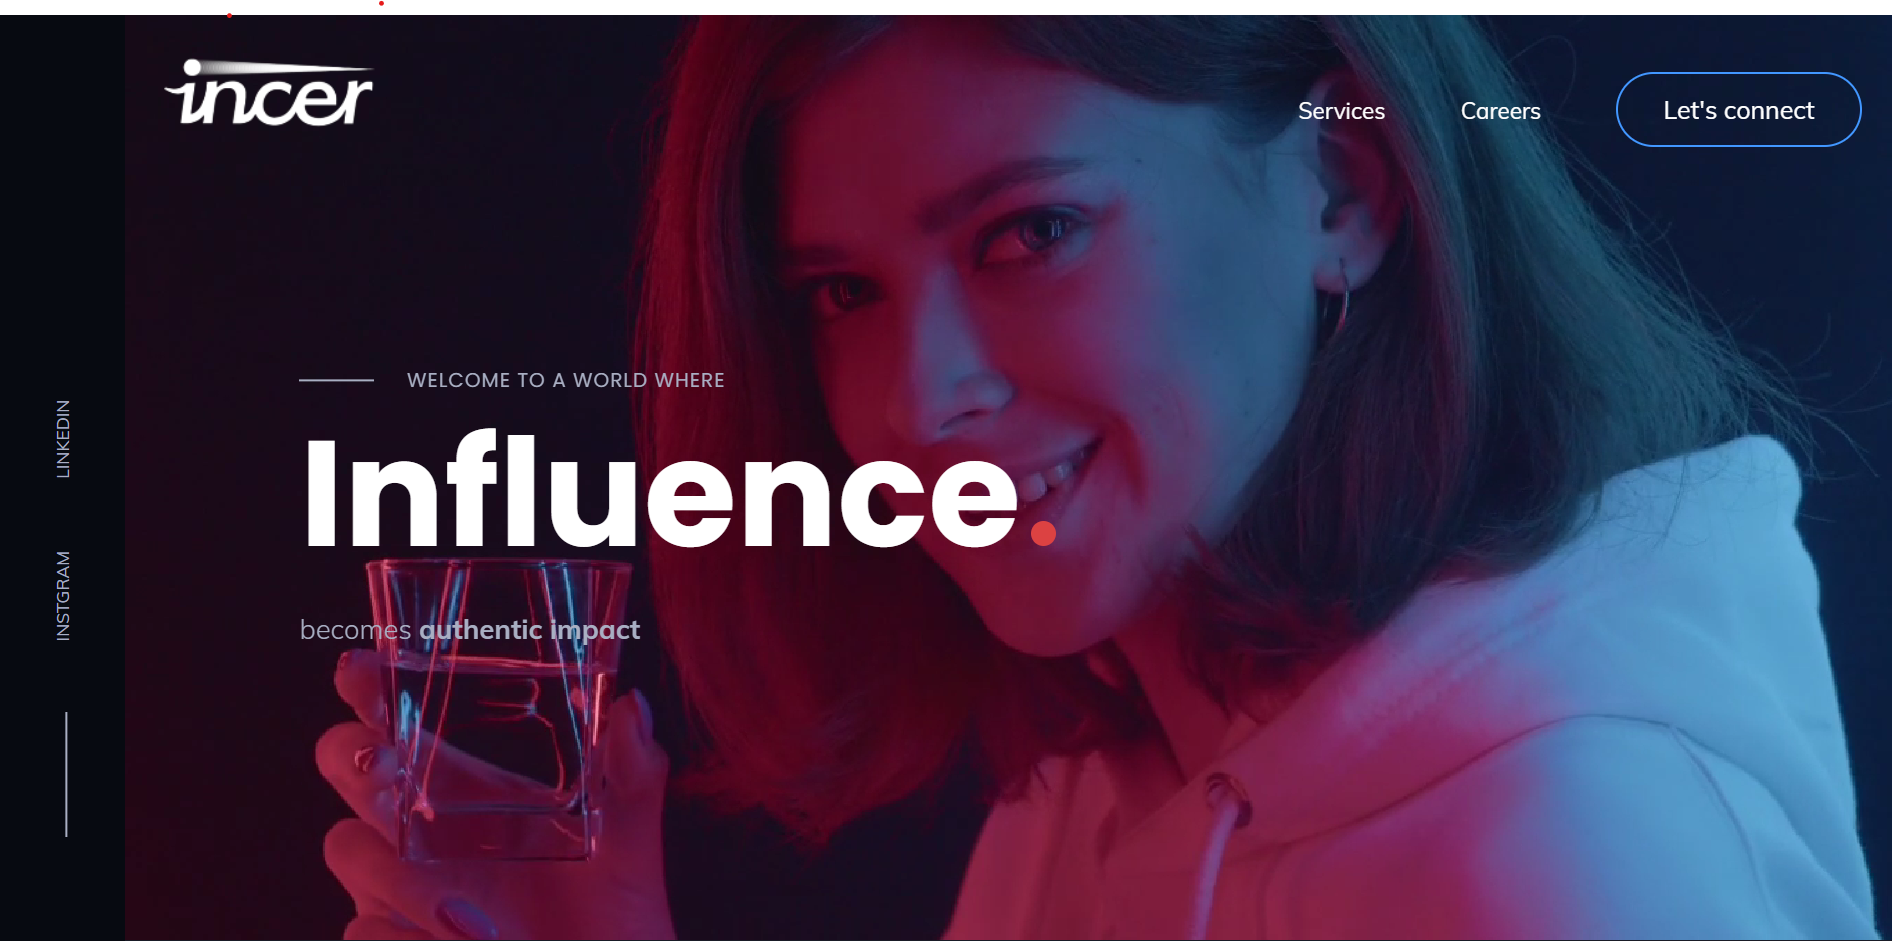 incer
Services
Careers
Let's connect
WELCOME TO A WORLD WHERE
Influence.
becomes authentic impact
LINKEDIN
INSTGRAM